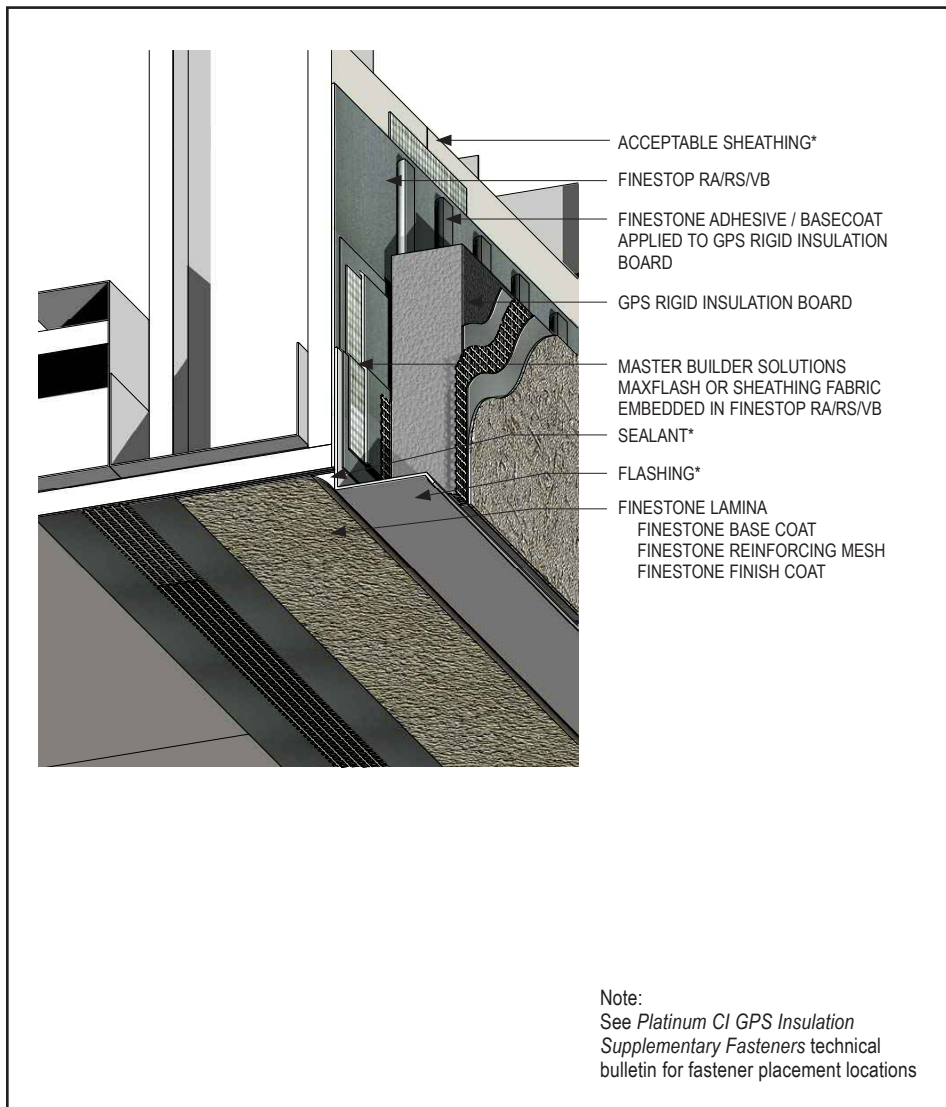 ACCEPTABLE SHEATHING*
FINESTOP RA/RS/VB
FINESTONE ADHESIVE / BASECOAT
APPLIED TO GPS RIGID INSULATION
BOARD
GPS RIGID INSULATION BOARD
MASTER BUILDER SOLUTIONS
MAXFLASH OR SHEATHING FABRIC
EMBEDDED IN FINESTOP RA/RS/VB
SEALANT*
FLASHING*
FINESTONE LAMINA
FINESTONE BASE COAT
FINESTONE REINFORCING MESH
FINESTONE FINISH COAT
Note:
See Platinum CI GPS Insulation
Supplementary Fasteners technical
bulletin for fastener placement locations